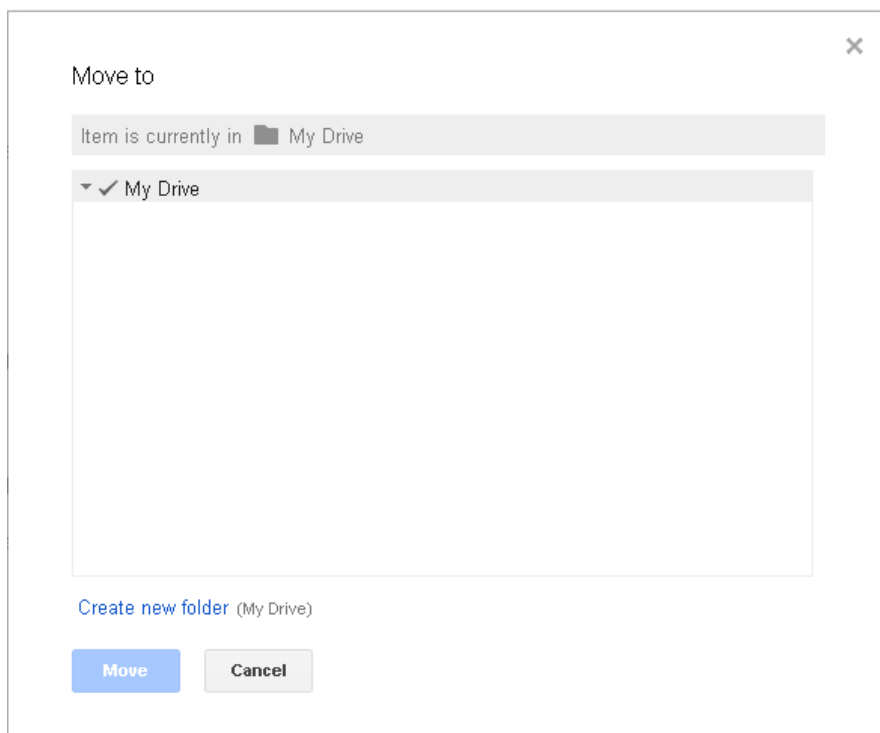 Move to
Item is currently in My Drive
My Drive
Create new folder (My Drive)
Move Cancel